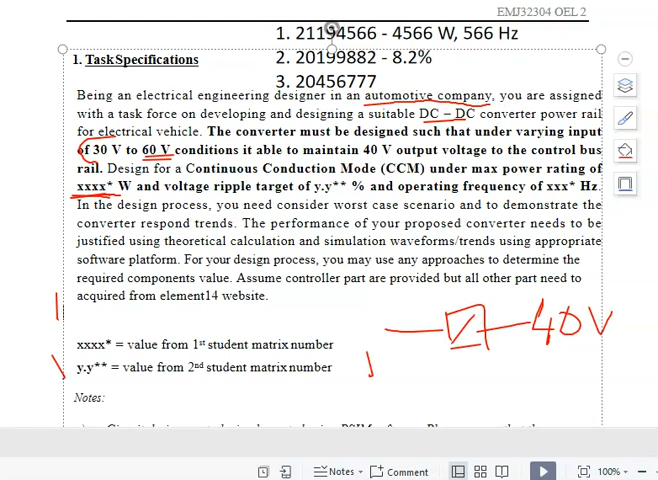 EMJ32304 OEL 2
1. 21194566 - 4566 W, 566 Hz
1. Task Specifications
2. 20199882 - 8.2%
3. 20456777
Being an electrical engineering designer in an automotive company, you are assigned
with a task force on developing and designing a suitable DC – DC converter power rail
for electrical vehicle. The converter must be designed such that under varying input
of 30 V to 60 V conditions it able to maintain 40 V output voltage to the control bus
rail. Design for a Continuous Conduction Mode (CCM) under max power rating of
xxxx* W and voltage ripple target of y.y** % and operating frequency of xxx* Hz.
In the design process, you need consider worst case scenario and to demonstrate the
converter respond trends. The performance of your proposed converter needs to be
justified using theoretical calculation and simulation waveforms/trends using appropriate
software platform. For your design process, you may use any approaches to determine the
required components value. Assume controller part are provided but all other part need to
acquired from element14 website.
40 V
xxxx* = value from 1st student matrix number
y.y** = value from 2nd student matrix number
Notes:
Notes
Comment
100%